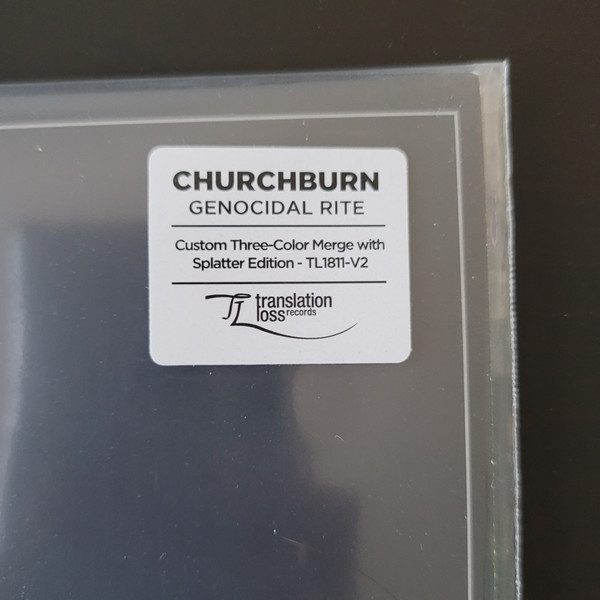 CHURCHBURN
GENOCIDAL RITE
Custom Three-Color Merge with
Splatter Edition - TL1811-V2
TL translation
loss records